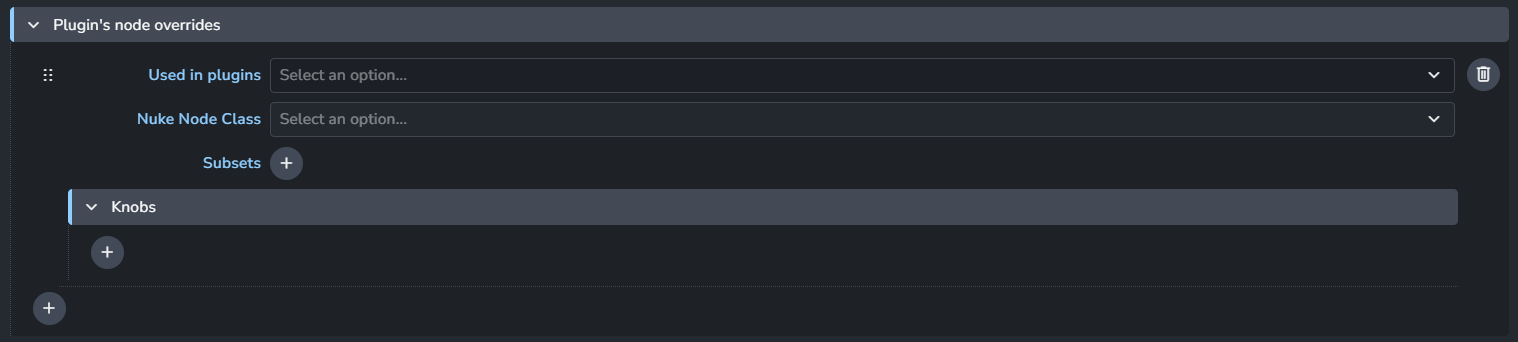 Plugin's node overrides
Used in plugins Select an option...
Nuke Node Class Select an option...
Subsets
Knobs